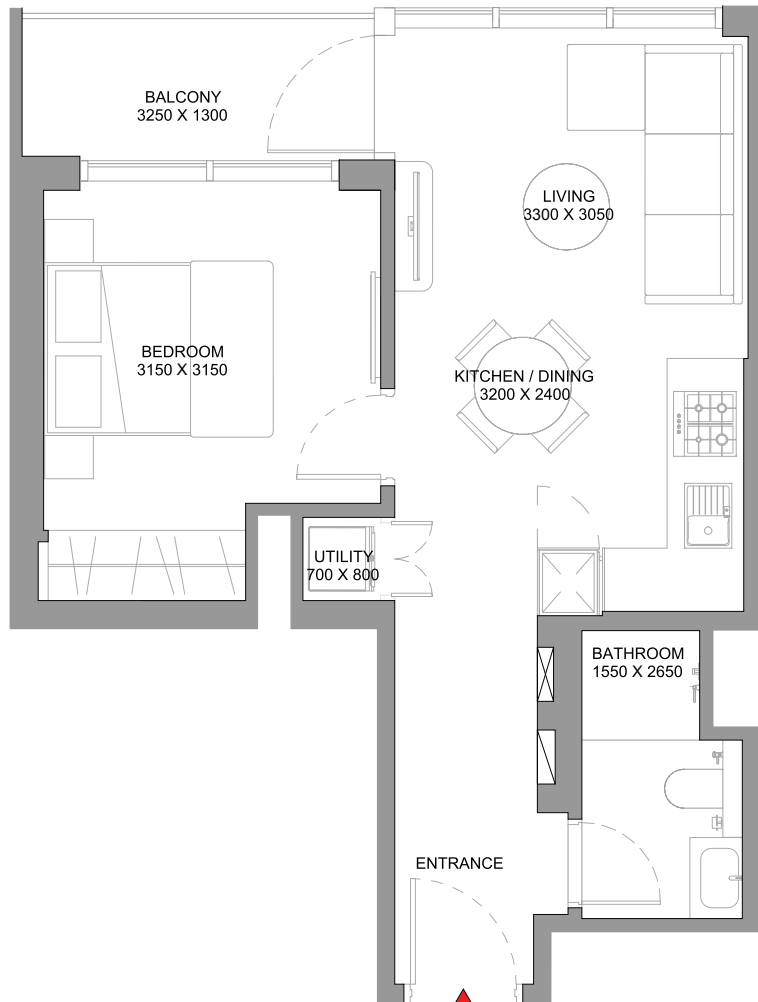 BALCONY
3250 X 1300
LIVING
3300 X 3050
BEDROOM
3150 X 3150
KITCHEN / DINING
3200 X 2400
UTILITY
700 X 800
BATHROOM
1550 X 2650
ENTRANCE